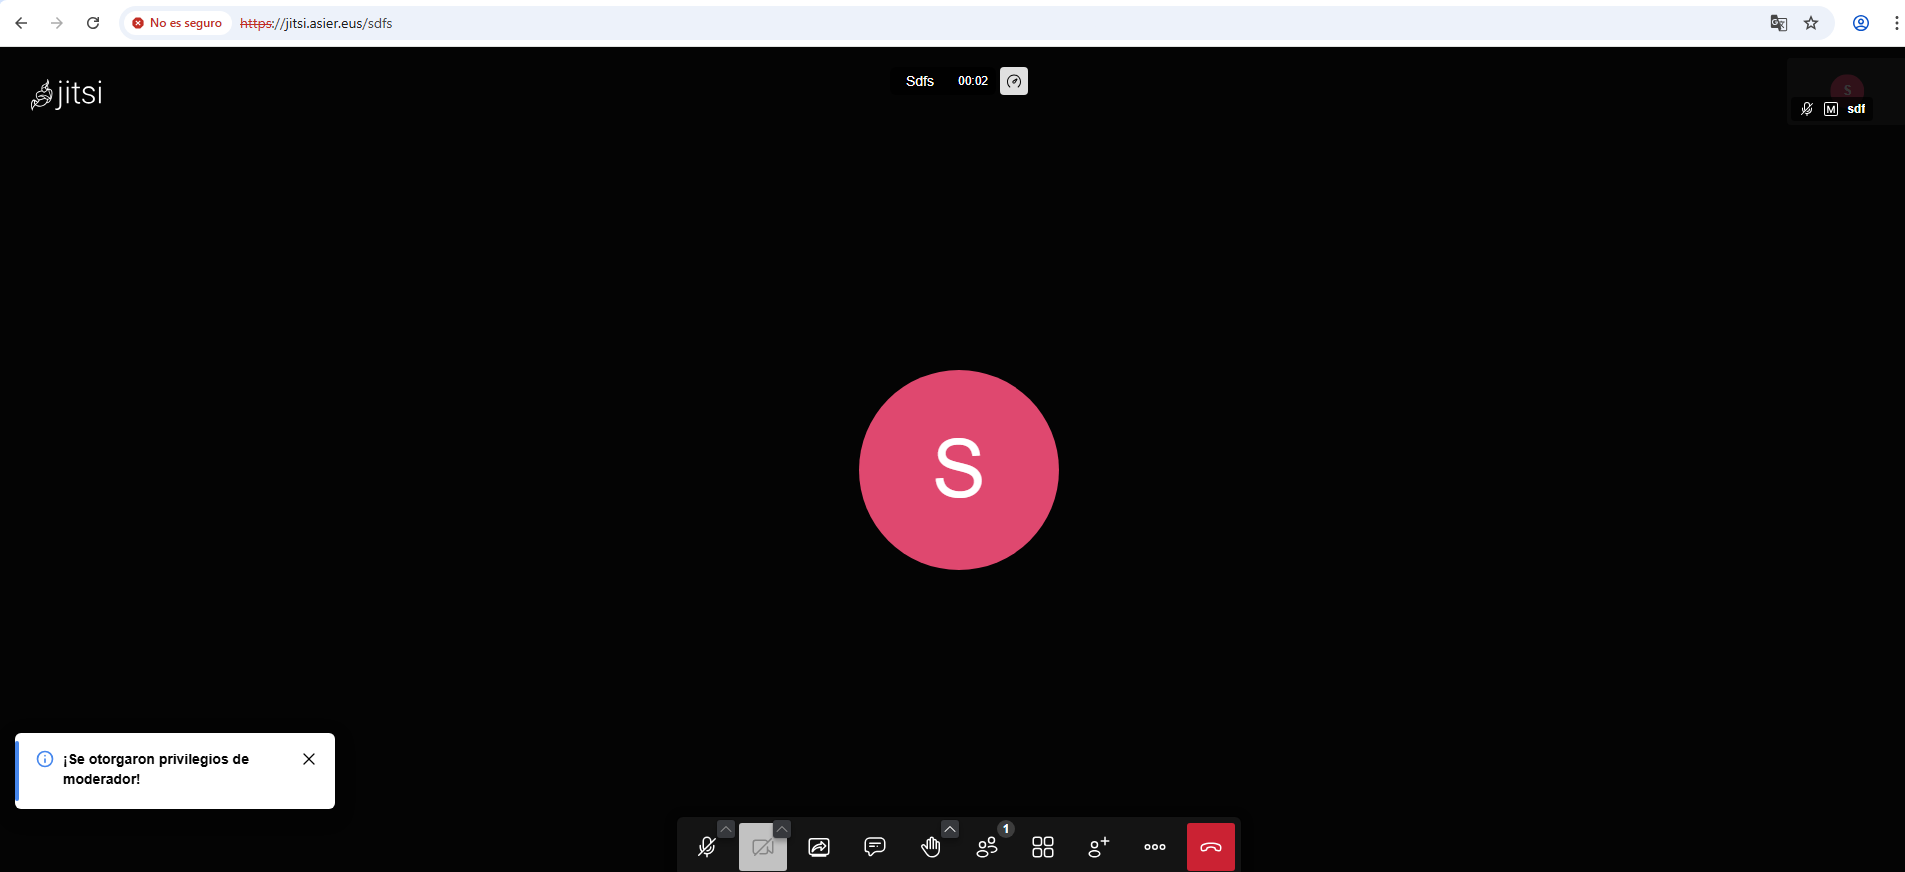 No es seguro https://jitsi.asier.eus/sdfs
jitsi
Sdfs 00:02
S
M sdf
S
¡Se otorgaron privilegios de
moderador!
1